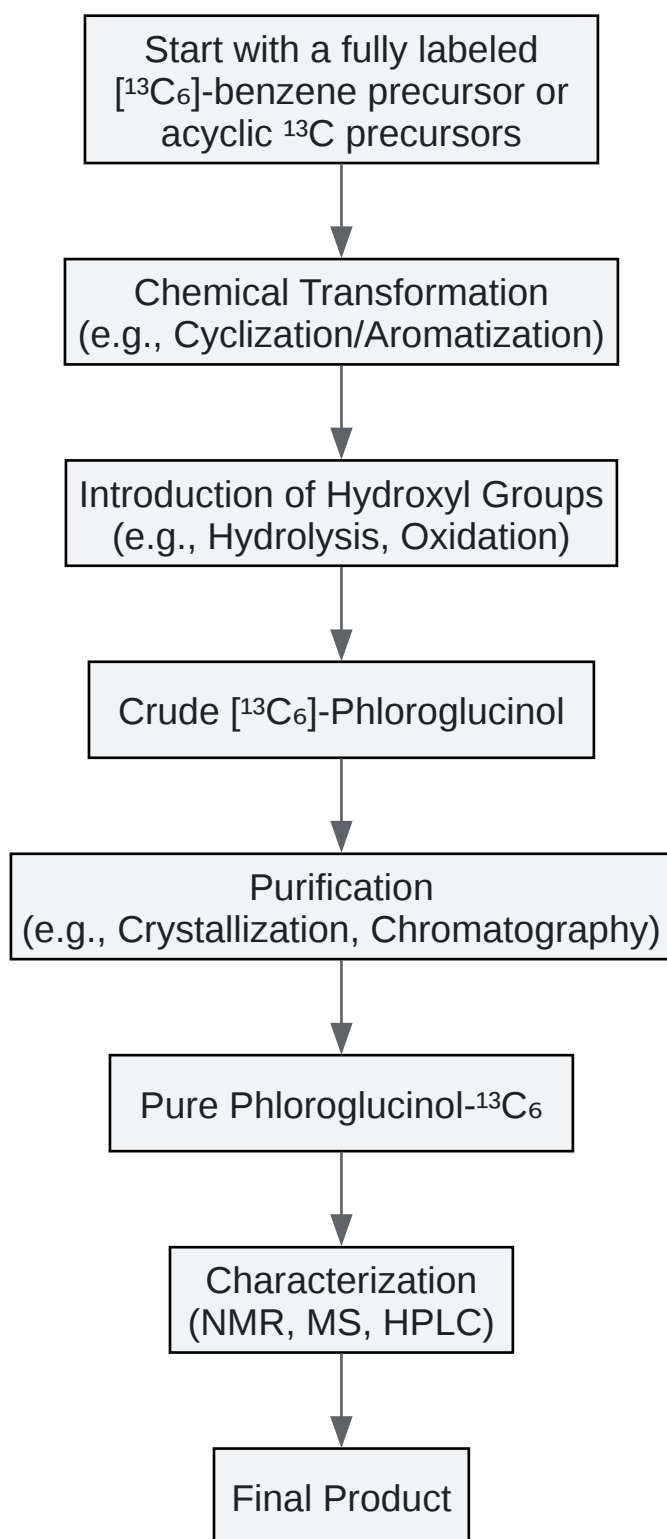 Start with a fully labeled
[¹³C₆]-benzene precursor or
acyclic ¹³C precursors
Chemical Transformation
(e.g., Cyclization/Aromatization)
Introduction of Hydroxyl Groups
(e.g., Hydrolysis, Oxidation)
Crude [¹³C₆]-Phloroglucinol
Purification
(e.g., Crystallization, Chromatography)
Pure Phloroglucinol-¹³C₆
Characterization
(NMR, MS, HPLC)
Final Product